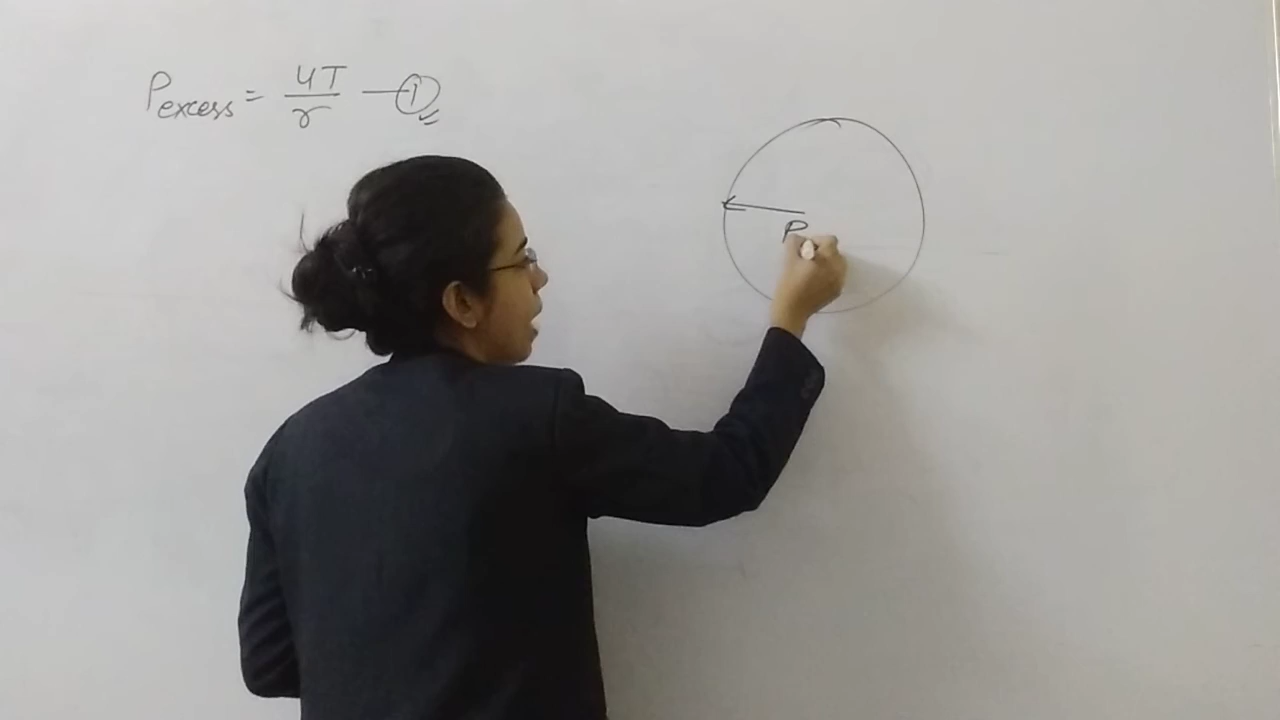 Pexcess = 4T/r — ①
P